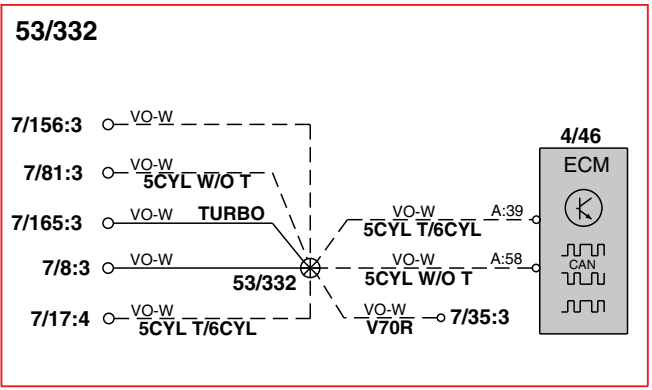 53/332
7/156:3 VO-W
4/46
ECM
7/81:3 VO-W
5CYL W/O T
7/165:3 VO-W TURBO
VO-W A:39
5CYL T/6CYL
7/8:3 VO-W
53/332
VO-W A:58
5CYL W/O T
CAN
7/17:4 VO-W
5CYL T/6CYL
VO-W 7/35:3
V70R